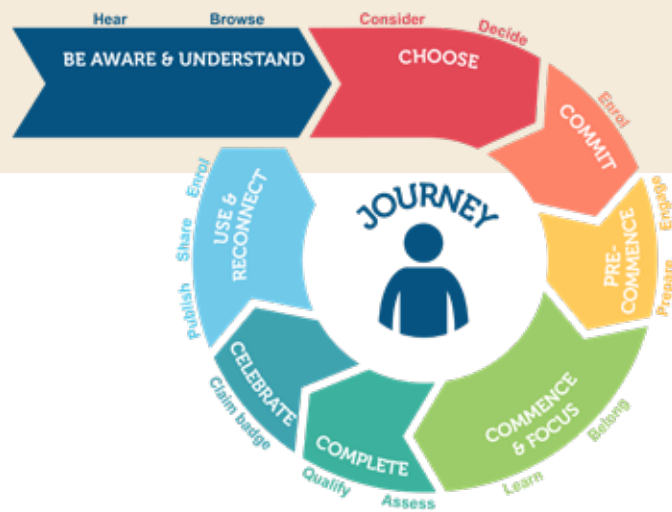 Hear
Browse
Consider
Decide
BE AWARE & UNDERSTAND
CHOOSE
Enrol
COMMIT
Engage
Prepare
PRE-
COMMENCE
Belong
Learn
COMMENCE
& FOCUS
Assess
Qualify
COMPLETE
Claim badge
CELEBRATE
Publish
Share
Enrol
USE &
RECONNECT
JOURNEY